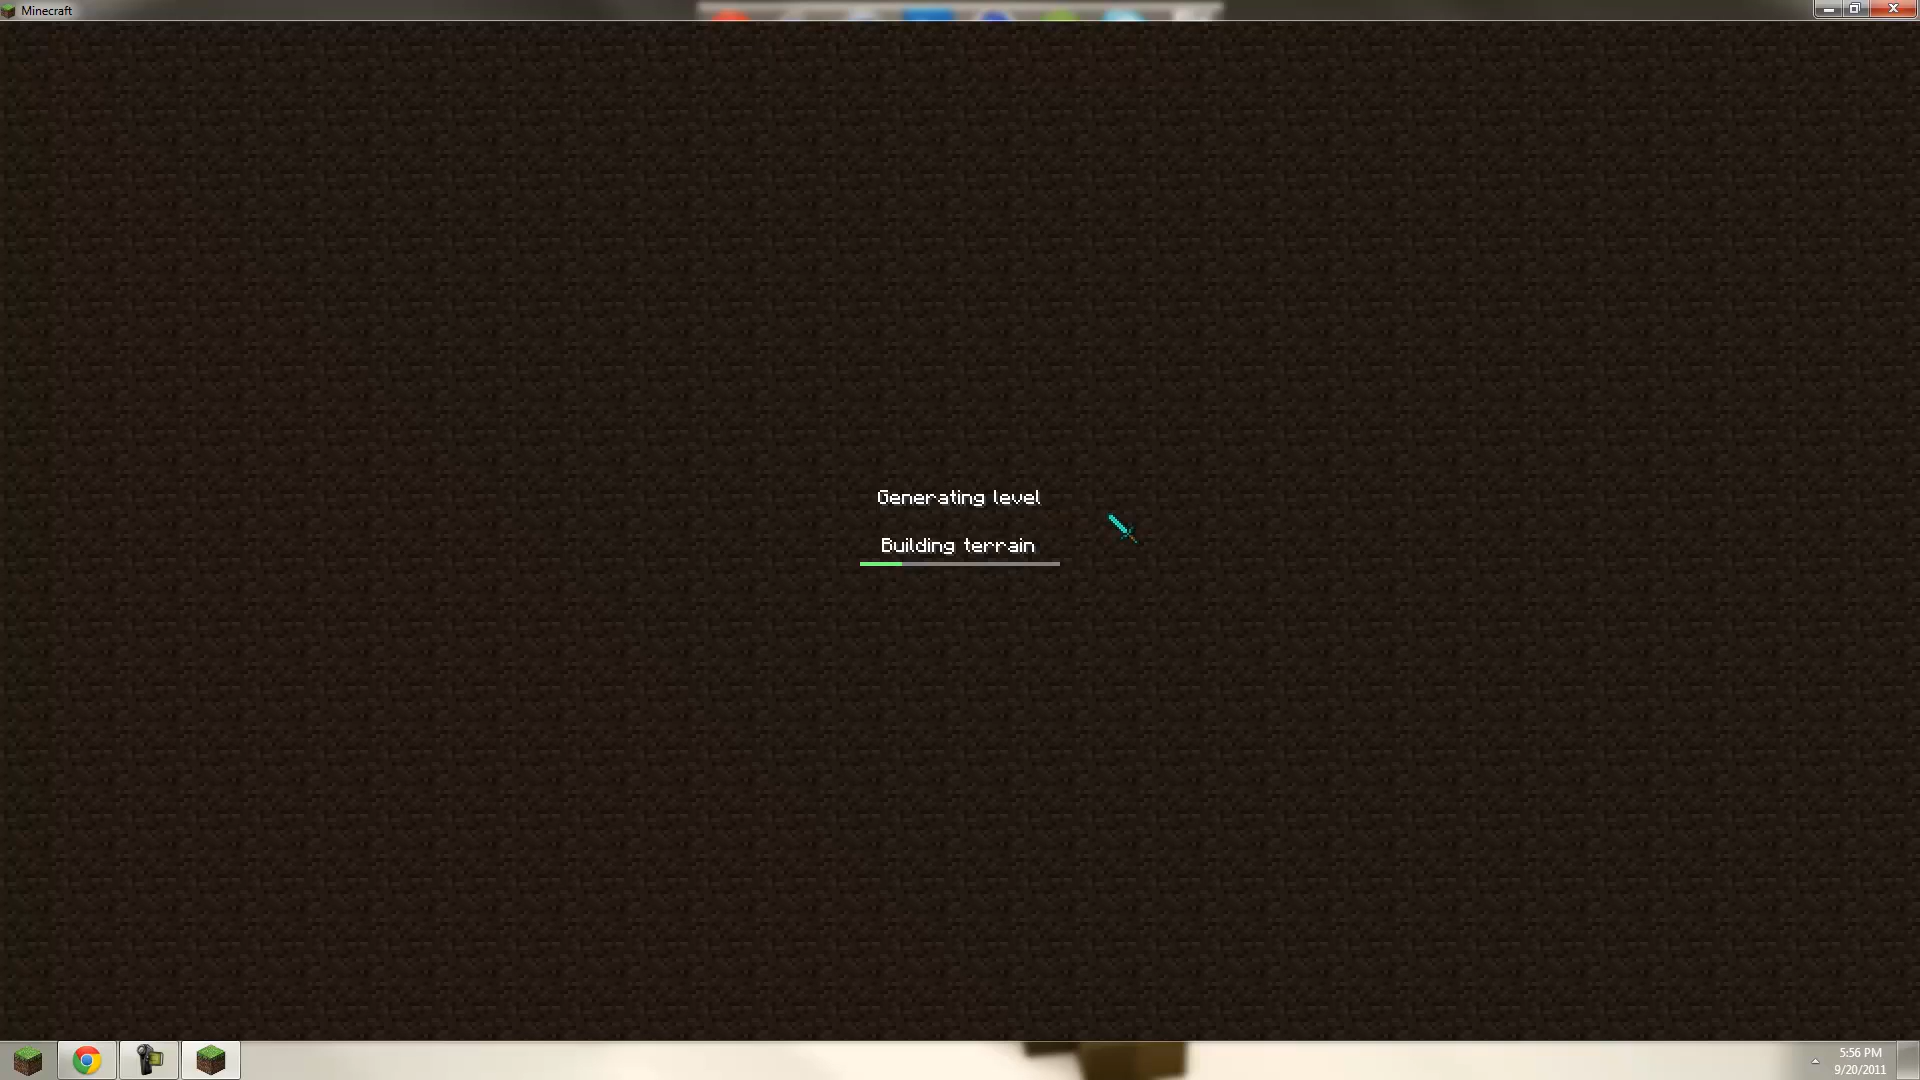 Minecraft
Generating level
Building terrain
5:56 PM
9/20/2011